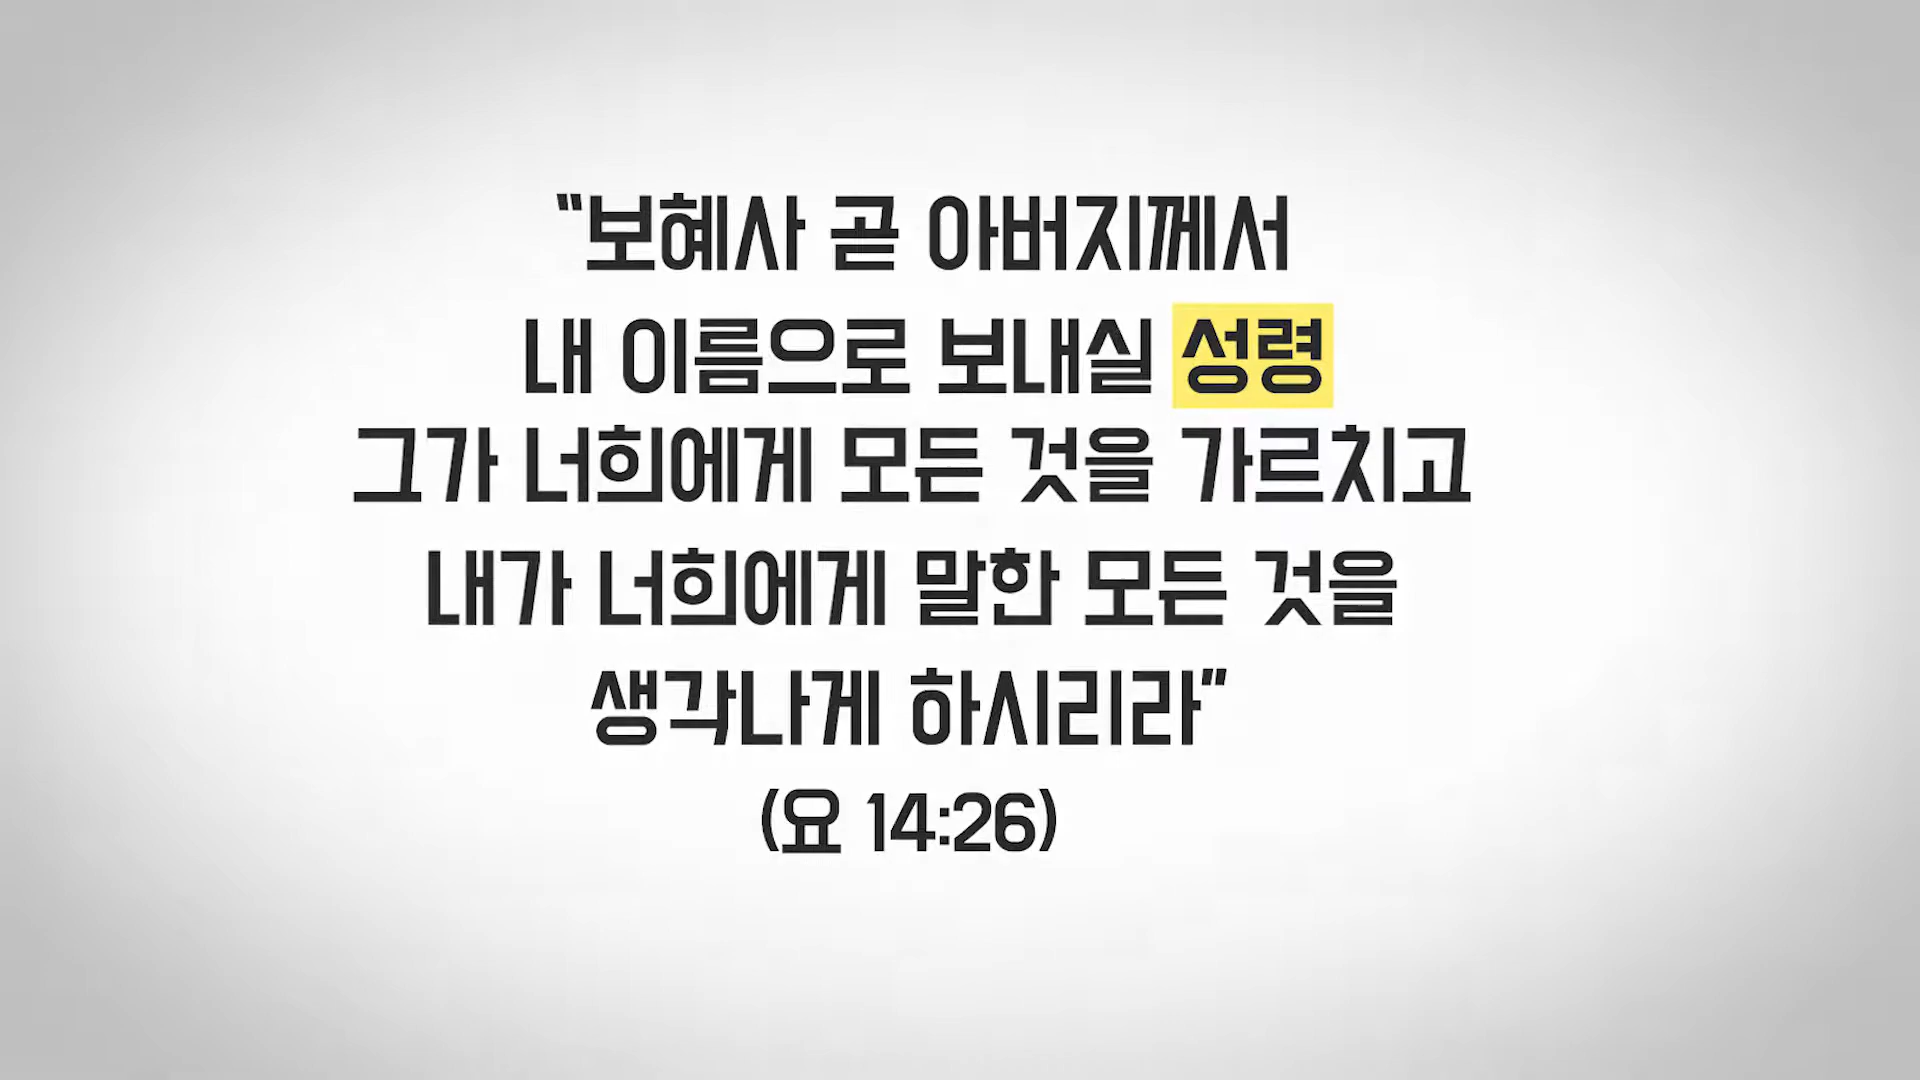 “보혜사 곧 아버지께서
내 이름으로 보내실 성령
그가 너희에게 모든 것을 가르치고
내가 너희에게 말한 모든 것을
생각나게 하시리라”
(요 14:26)